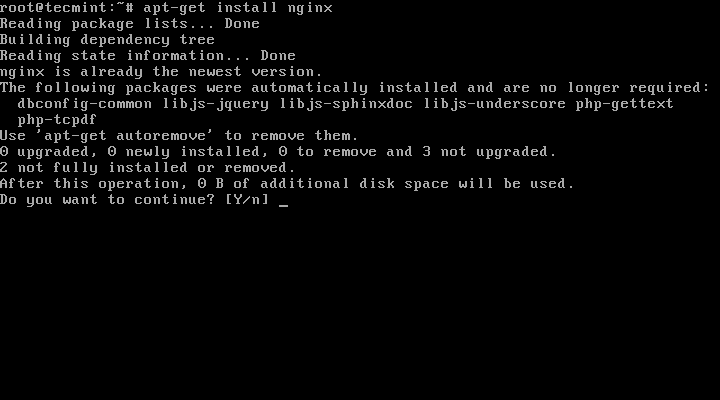 root@tecmint:~# apt-get install nginx
Reading package lists... Done
Building dependency tree
Reading state information... Done
nginx is already the newest version.
The following packages were automatically installed and are no longer required:
  dbconfig-common libjs-jquery libjs-sphinxdoc libjs-underscore php-gettext
  php-tcpdf
Use 'apt-get autoremove' to remove them.
0 upgraded, 0 newly installed, 0 to remove and 3 not upgraded.
2 not fully installed or removed.
After this operation, 0 B of additional disk space will be used.
Do you want to continue? [Y/n] _